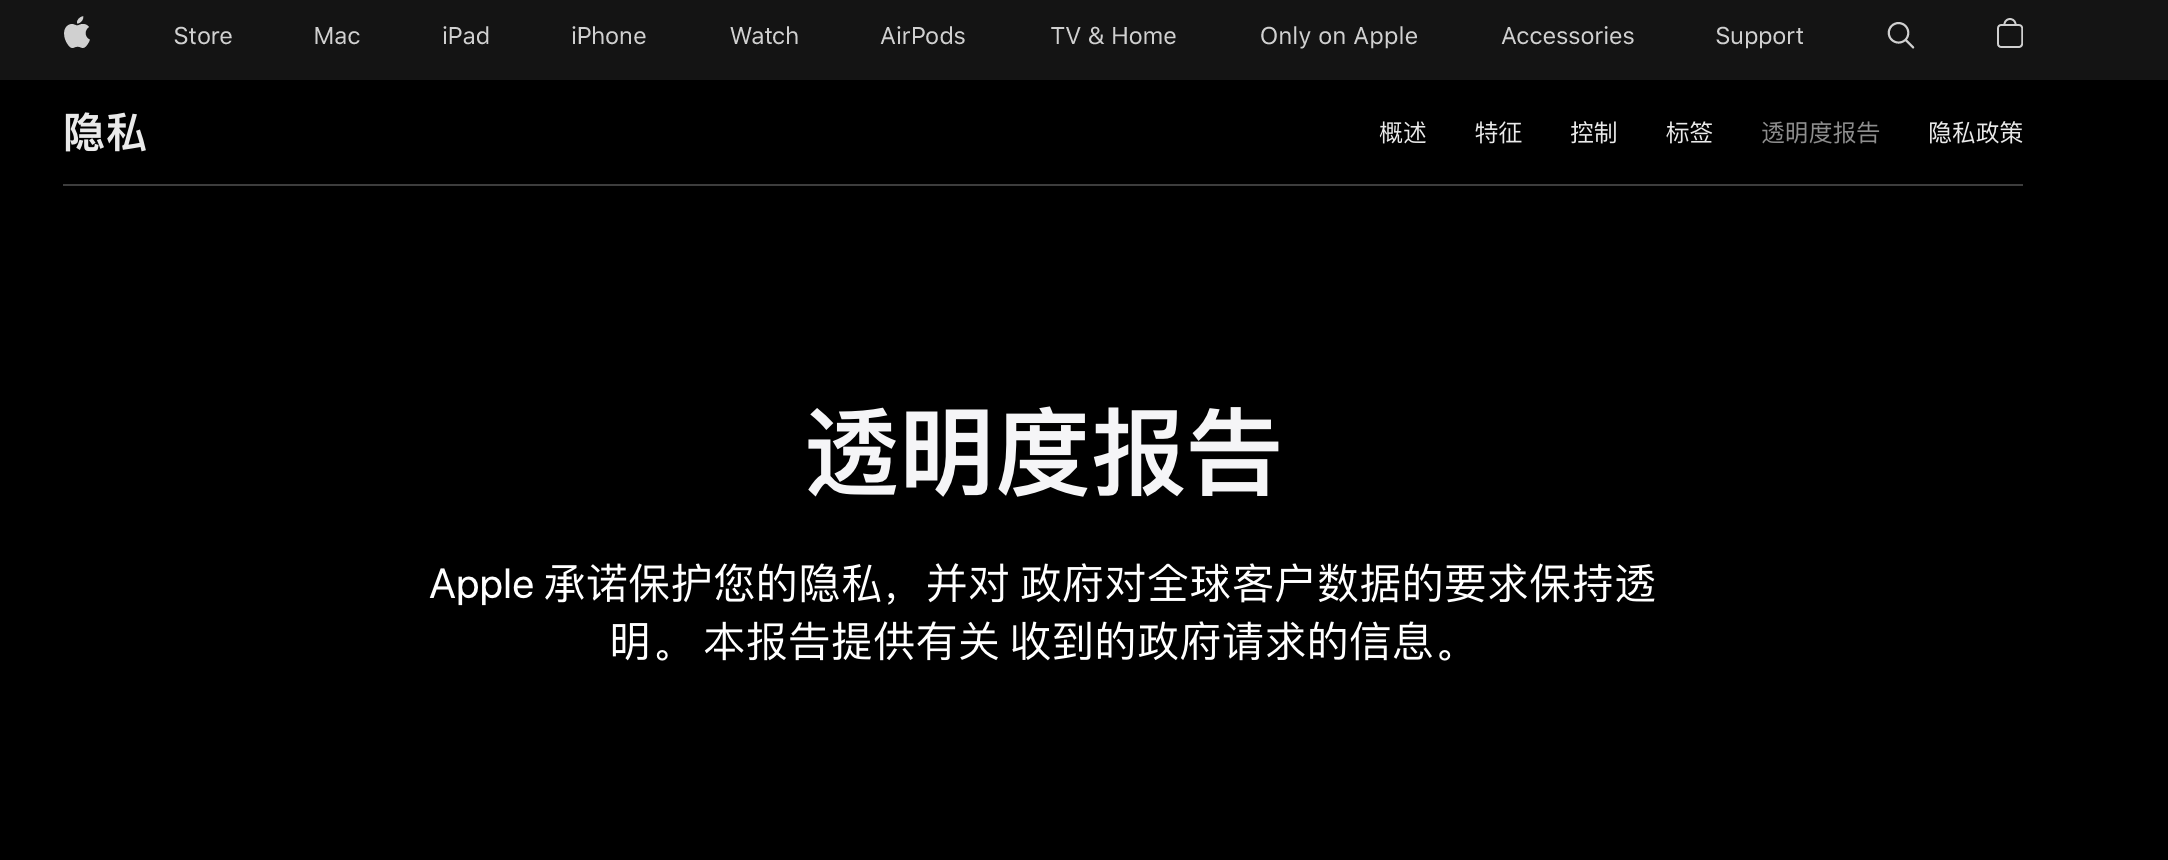 Store Mac iPad iPhone Watch AirPods TV & Home Only on Apple Accessories Support
隐私 概述 特征 控制 标签 透明度报告 隐私政策
透明度报告
Apple 承诺保护您的隐私，并对 政府对全球客户数据的要求保持透
明。 本报告提供有关 收到的政府请求的信息。